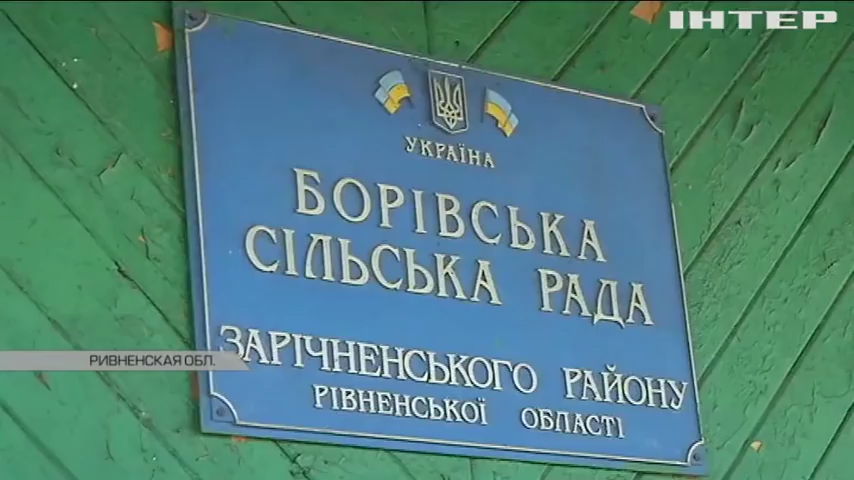 ІНТЕР
УКРАЇНА
БОРІВСЬКА
СІЛЬСЬКА РАДА
ЗАРІЧНЕНСЬКОГО РАЙОНУ
РИВНЕНСКАЯ ОБЛ.
РІВНЕНСЬКОЇ ОБЛАСТІ